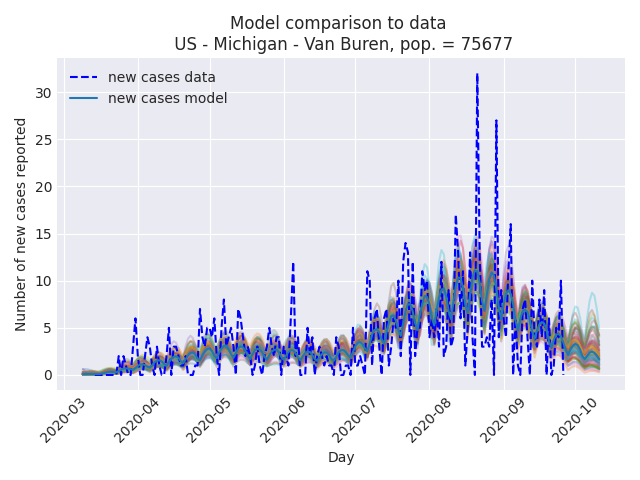 Model comparison to data
US - Michigan - Van Buren, pop. = 75677
new cases data
new cases model
Number of new cases reported
30
25
20
15
10
5
0
2020-03
2020-04
2020-05
2020-06
2020-07
2020-08
2020-09
2020-10
Day